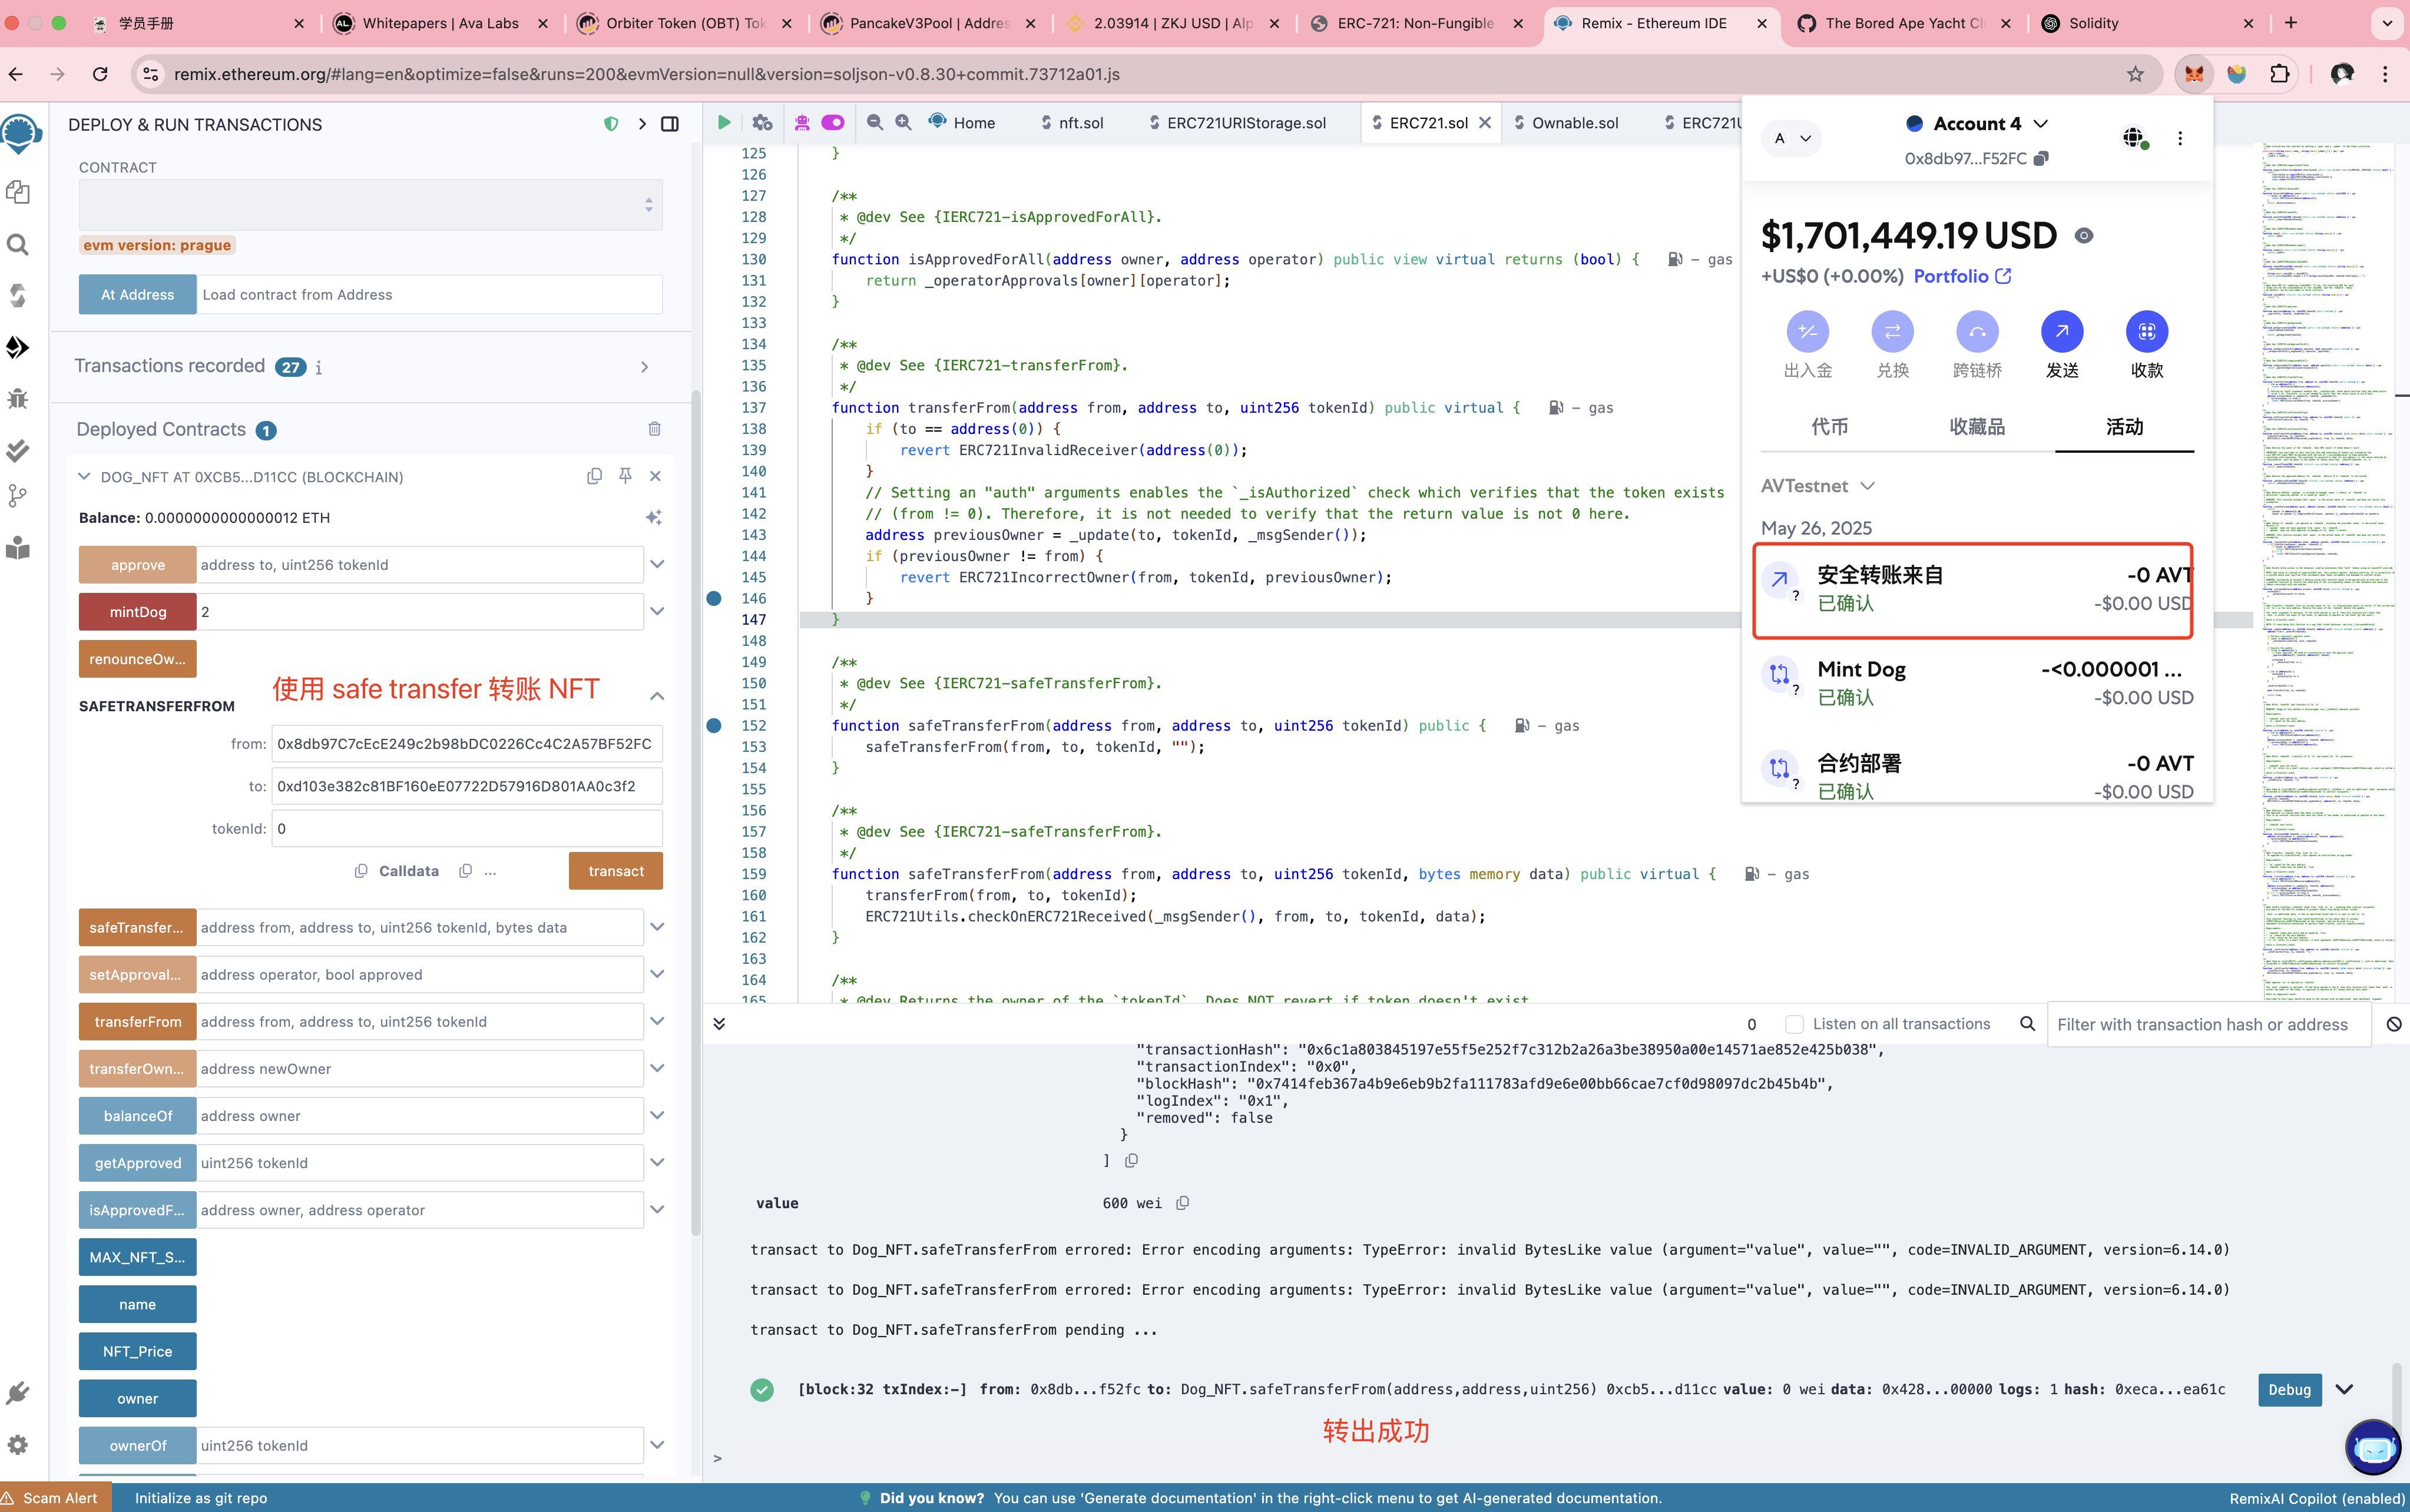 学员手册
Whitepapers | Ava Labs
Orbiter Token (OBT) Tok
PancakeV3Pool | Addres
2.03914 | ZKJ USD | Alp
ERC-721: Non-Fungible
Remix - Ethereum IDE
The Bored Ape Yacht Cl
Solidity
remix.ethereum.org/#lang=en&optimize=false&runs=200&evmVersion=null&version=soljson-v0.8.30+commit.73712a01.js
DEPLOY & RUN TRANSACTIONS
CONTRACT
evm version: prague
At Address
Load contract from Address
Transactions recorded 27 i
Deployed Contracts 1
DOG_NFT AT 0XCB5...D11CC (BLOCKCHAIN)
Balance: 0.0000000000000012 ETH
approve
address to, uint256 tokenId
mintDog
2
renounceOw...
使用 safe transfer 转账 NFT
SAFETRANSFERFROM
from: 0x8db97C7cEcE249c2b98bDC0226Cc4C2A57BF52FC
to: 0xd103e382c81BF160eE07722D57916D801AA0c3f2
tokenId: 0
Calldata
...
transact
safeTransfer...
address from, address to, uint256 tokenId, bytes data
setApproval...
address operator, bool approved
transferFrom
address from, address to, uint256 tokenId
transferOwn...
address newOwner
balanceOf
address owner
getApproved
uint256 tokenId
isApprovedF...
address owner, address operator
MAX_NFT_S...
name
NFT_Price
owner
ownerOf
uint256 tokenId
Home
nft.sol
ERC721URIStorage.sol
ERC721.sol
Ownable.sol
ERC721U
125 }
126
127 /**
128 * @dev See {IERC721-isApprovedForAll}.
129 */
130 function isApprovedForAll(address owner, address operator) public view virtual returns (bool) { - gas
131 return _operatorApprovals[owner][operator];
132 }
133
134 /**
135 * @dev See {IERC721-transferFrom}.
136 */
137 function transferFrom(address from, address to, uint256 tokenId) public virtual { - gas
138 if (to == address(0)) {
139 revert ERC721InvalidReceiver(address(0));
140 }
141 // Setting an "auth" arguments enables the `_isAuthorized` check which verifies that the token exists
142 // (from != 0). Therefore, it is not needed to verify that the return value is not 0 here.
143 address previousOwner = _update(to, tokenId, _msgSender());
144 if (previousOwner != from) {
145 revert ERC721IncorrectOwner(from, tokenId, previousOwner);
146 }
147 }
148
149 /**
150 * @dev See {IERC721-safeTransferFrom}.
151 */
152 function safeTransferFrom(address from, address to, uint256 tokenId) public { - gas
153 safeTransferFrom(from, to, tokenId, "");
154 }
155
156 /**
157 * @dev See {IERC721-safeTransferFrom}.
158 */
159 function safeTransferFrom(address from, address to, uint256 tokenId, bytes memory data) public virtual { - gas
160 transferFrom(from, to, tokenId);
161 ERC721Utils.checkOnERC721Received(_msgSender(), from, to, tokenId, data);
162 }
163
164 /**
165 * @dev Returns the owner of the `tokenId`. Does NOT revert if token doesn't exist
A
Account 4
0x8db97...F52FC
$1,701,449.19 USD
+US$0 (+0.00%) Portfolio
出入金
兑换
跨链桥
发送
收款
代币
收藏品
活动
AVTestnet
May 26, 2025
安全转账来自
-0 AVT
已确认
-$0.00 USD
Mint Dog
-<0.000001 ...
已确认
-$0.00 USD
合约部署
-0 AVT
已确认
-$0.00 USD
0
Listen on all transactions
Filter with transaction hash or address
"transactionHash": "0x6c1a803845197e55f5e252f7c312b2a26a3be38950a00e14571ae852e425b038",
"transactionIndex": "0x0",
"blockHash": "0x7414feb367a4b9e6eb9b2fa111783afd9e6e00bb66cae7cf0d98097dc2b45b4b",
"logIndex": "0x1",
"removed": false
}
]
value
600 wei
transact to Dog_NFT.safeTransferFrom errored: Error encoding arguments: TypeError: invalid BytesLike value (argument="value", value="", code=INVALID_ARGUMENT, version=6.14.0)
transact to Dog_NFT.safeTransferFrom errored: Error encoding arguments: TypeError: invalid BytesLike value (argument="value", value="", code=INVALID_ARGUMENT, version=6.14.0)
transact to Dog_NFT.safeTransferFrom pending ...
[block:32 txIndex:-] from: 0x8db...f52fc to: Dog_NFT.safeTransferFrom(address,address,uint256) 0xcb5...d11cc value: 0 wei data: 0x428...00000 logs: 1 hash: 0xeca...ea61c
Debug
转出成功
>
Scam Alert
Initialize as git repo
Did you know? You can use 'Generate documentation' in the right-click menu to get AI-generated documentation.
RemixAI Copilot (enabled)